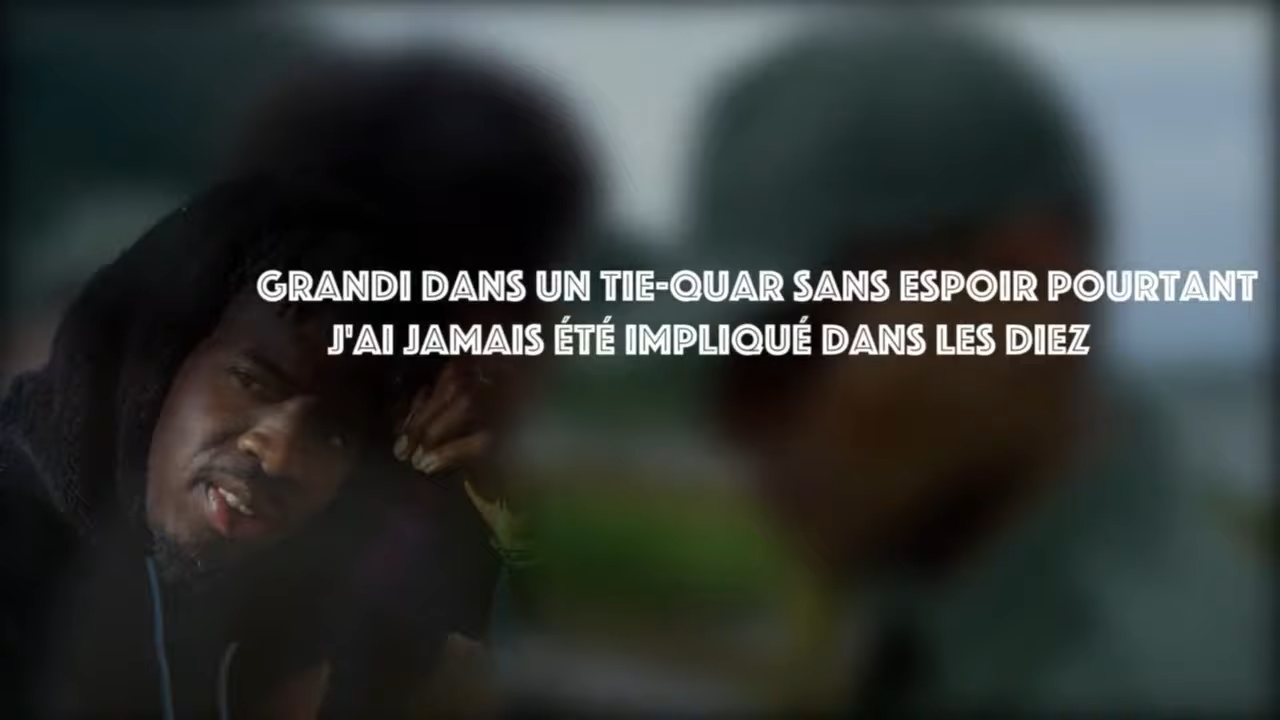 GRANDI DANS UN TIE-QUAR SANS ESPOIR POURTANT
J'AI JAMAIS ÉTÉ IMPLIQUÉ DANS LES DIEZ